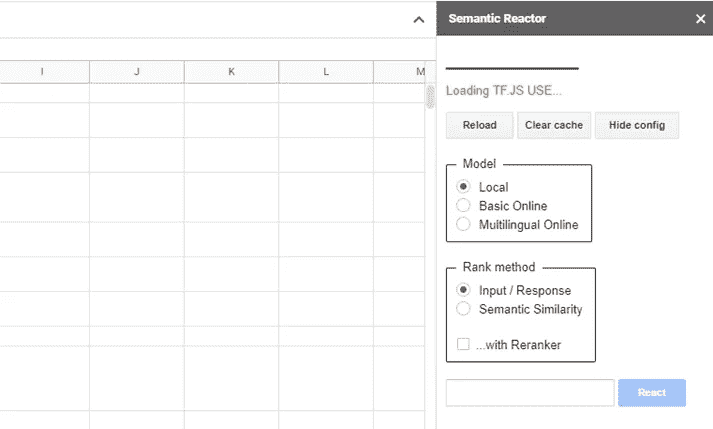 Semantic Reactor ×
I J K L M
Loading TF.JS USE...
Reload Clear cache Hide config
Model
Local
Basic Online
Multilingual Online
Rank method
Input / Response
Semantic Similarity
...with Reranker
React